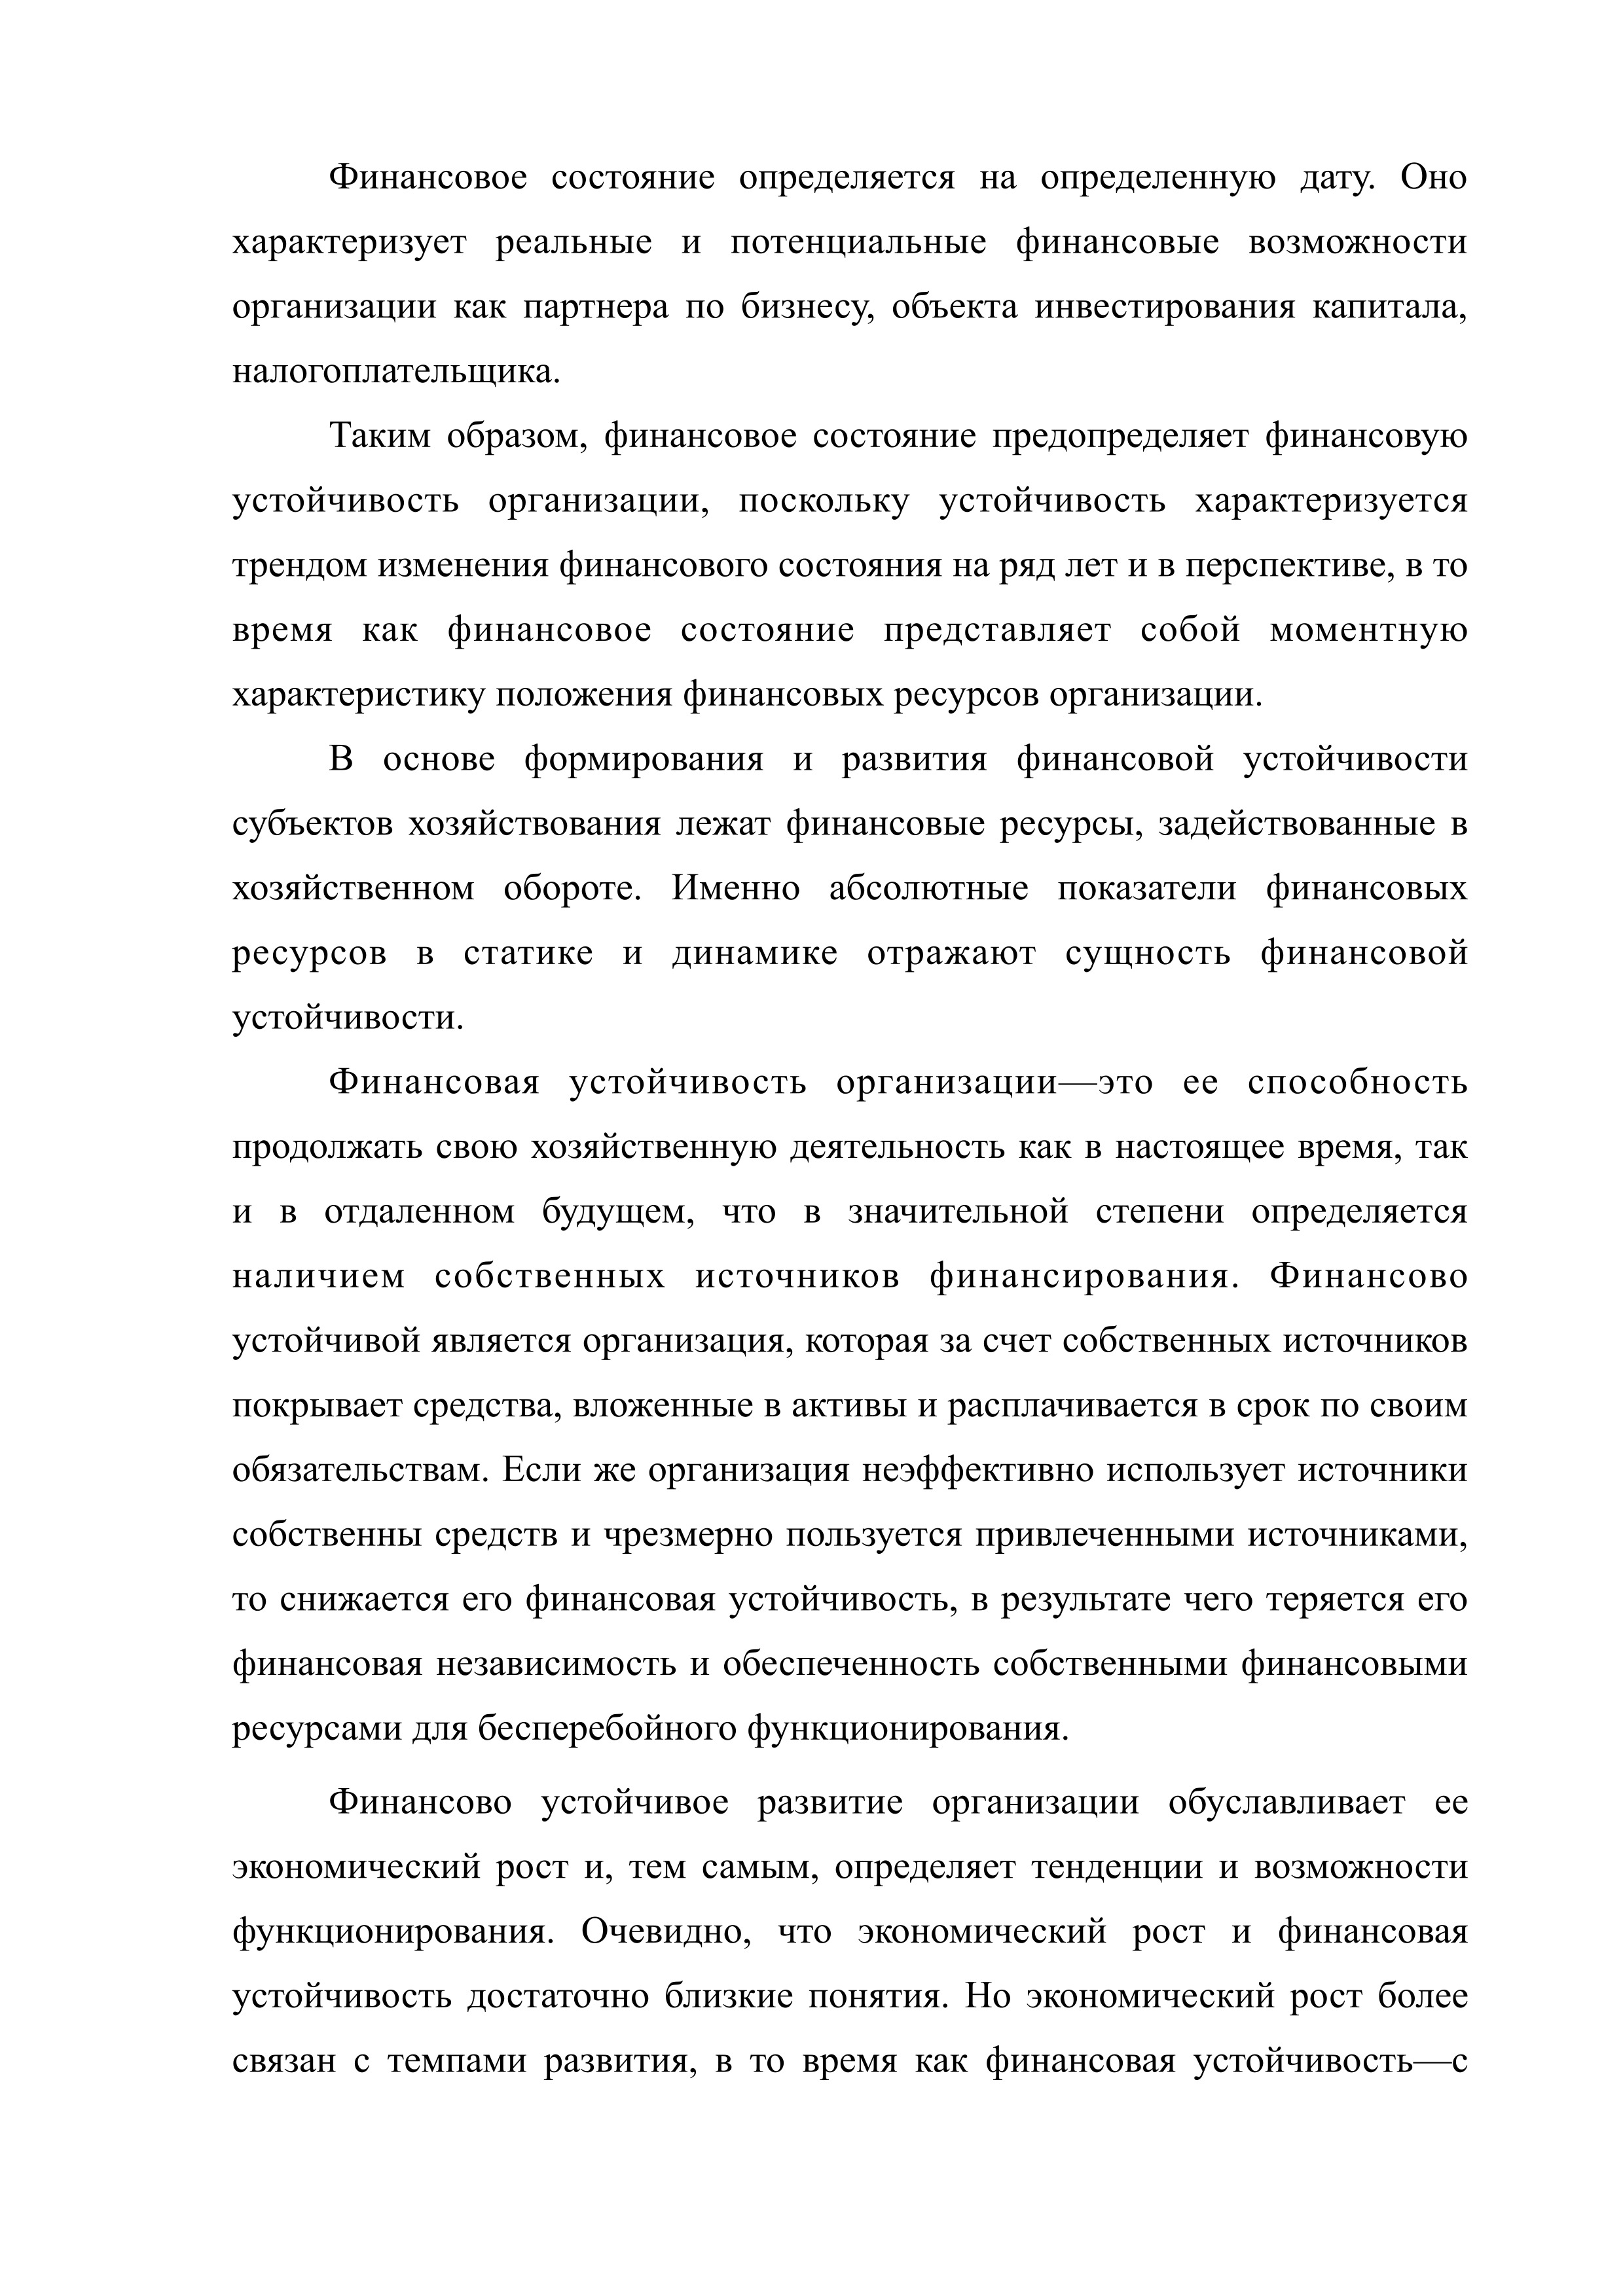 Финансовое состояние определяется на определенную дату. Оно
характеризует реальные и потенциальные финансовые возможности
организации как партнера по бизнесу, объекта инвестирования капитала,
налогоплательщика.
Таким образом, финансовое состояние предопределяет финансовую
устойчивость организации, поскольку устойчивость характеризуется
трендом изменения финансового состояния на ряд лет и в перспективе, в то
время как финансовое состояние представляет собой моментную
характеристику положения финансовых ресурсов организации.
В основе формирования и развития финансовой устойчивости
субъектов хозяйствования лежат финансовые ресурсы, задействованные в
хозяйственном обороте. Именно абсолютные показатели финансовых
ресурсов в статике и динамике отражают сущность финансовой
устойчивости.
Финансовая устойчивость организации—это ее способность
продолжать свою хозяйственную деятельность как в настоящее время, так
и в отдаленном будущем, что в значительной степени определяется
наличием собственных источников финансирования. Финансово
устойчивой является организация, которая за счет собственных источников
покрывает средства, вложенные в активы и расплачивается в срок по своим
обязательствам. Если же организация неэффективно использует источники
собственны средств и чрезмерно пользуется привлеченными источниками,
то снижается его финансовая устойчивость, в результате чего теряется его
финансовая независимость и обеспеченность собственными финансовыми
ресурсами для бесперебойного функционирования.
Финансово устойчивое развитие организации обуславливает ее
экономический рост и, тем самым, определяет тенденции и возможности
функционирования. Очевидно, что экономический рост и финансовая
устойчивость достаточно близкие понятия. Но экономический рост более
связан с темпами развития, в то время как финансовая устойчивость—с